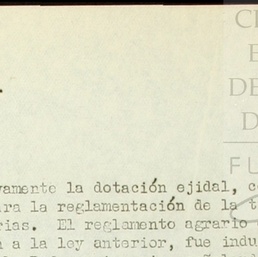 CE
E
DE
D
FU
vamente la dotación ejidal, c
ara la reglamentación de la t
rias. El reglamento agrario
a a la ley anterior, fue indu